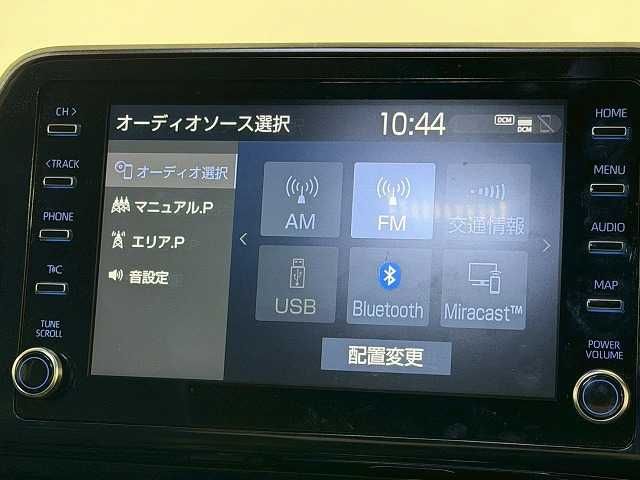 CH >
< TRACK
PHONE
T@C
TUNE
SCROLL
オーディオソース選択
10:44
DCM
DCM
オーディオ選択
マニュアル.P
エリア.P
音設定
AM
FM
交通情報
USB
Bluetooth
Miracast™
配置変更
HOME
MENU
AUDIO
MAP
POWER
VOLUME